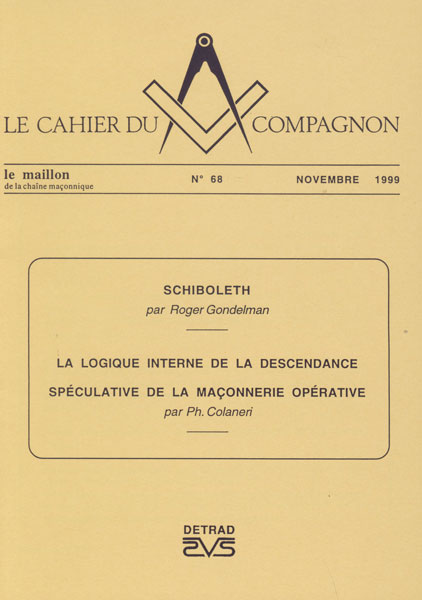 LE CAHIER DU COMPAGNON
le maillon N° 68 NOVEMBRE 1999
de la chaîne maçonnique
SCHIBOLETH
par Roger Gondelman
LA LOGIQUE INTERNE DE LA DESCENDANCE
SPÉCULATIVE DE LA MAÇONNERIE OPÉRATIVE
par Ph. Colaneri
DETRAD